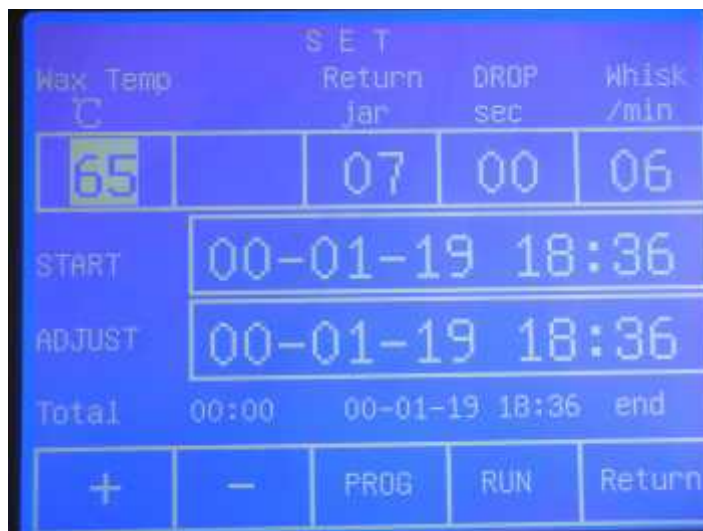 SET
Wax Temp Return DROP Whisk
℃ jar sec /min
65 07 00 06
START 00-01-19 18:36
ADJUST 00-01-19 18:36
Total 00:00 00-01-19 18:36 end
+ - PROG RUN Return